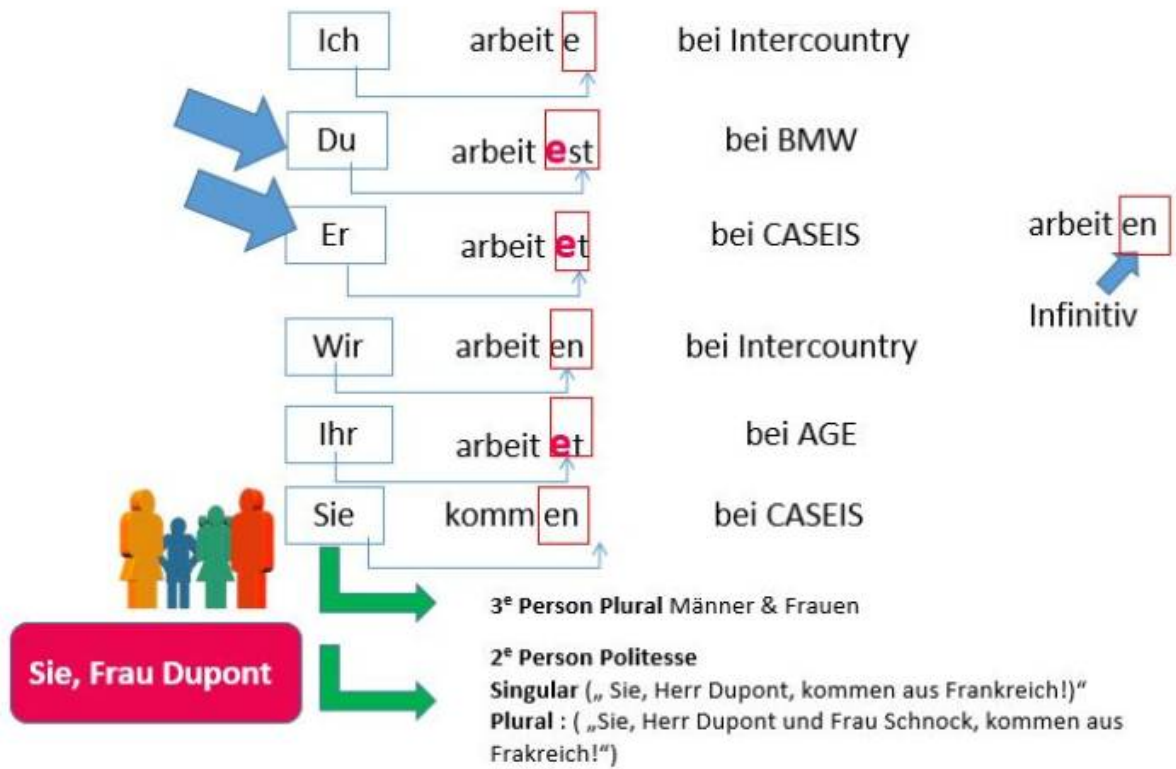 Ich arbeit e bei Intercountry
Du arbeit est bei BMW
Er arbeit et bei CASEIS
arbeit en
Infinitiv
Wir arbeit en bei Intercountry
Ihr arbeit et bei AGE
Sie komm en bei CASEIS
3e Person Plural Männer & Frauen
Sie, Frau Dupont
2e Person Politesse
Singular („ Sie, Herr Dupont, kommen aus Frankreich!)“
Plural : ( „Sie, Herr Dupont und Frau Schnock, kommen aus
Frakreich!“)